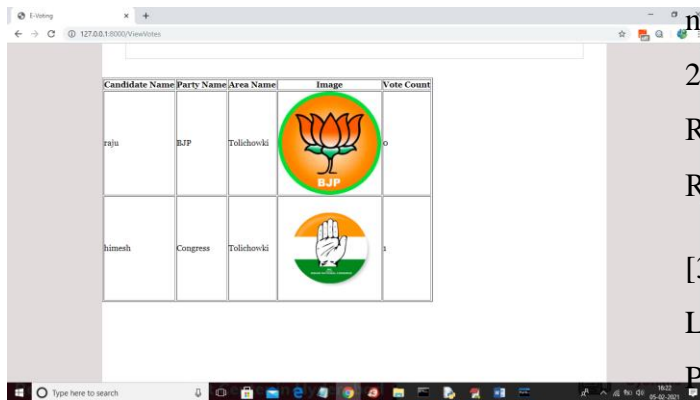 E-Voting
127.0.0.1:8000/ViewVotes
Candidate Name Party Name Area Name Image Vote Count
raju BJP Tolichowki BJP 0
himesh Congress Tolichowki 1
Type here to search
16:22
05-02-2021
n
2
R
R
[3
L
P